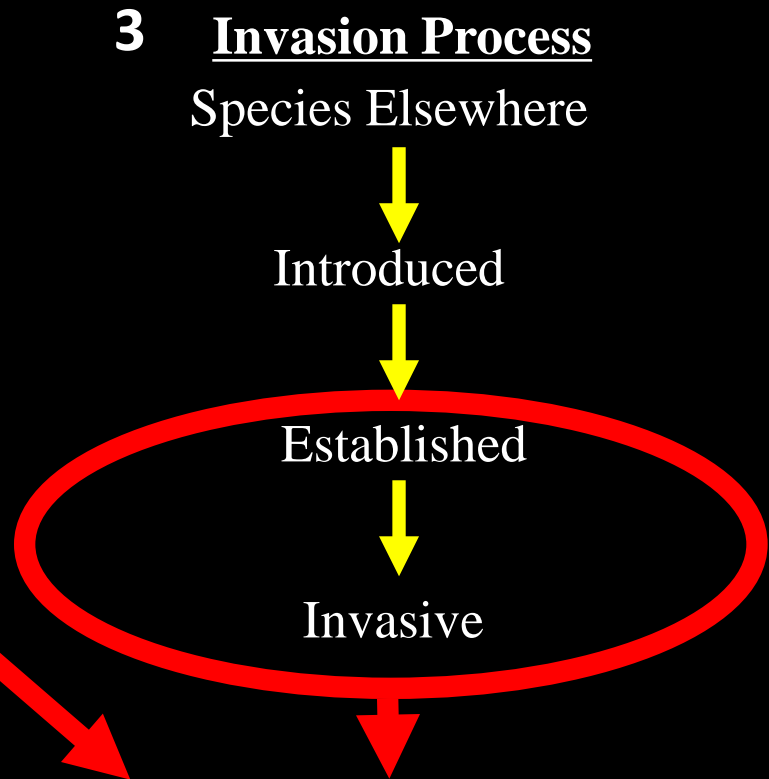 3 Invasion Process
Species Elsewhere
Introduced
Established
Invasive